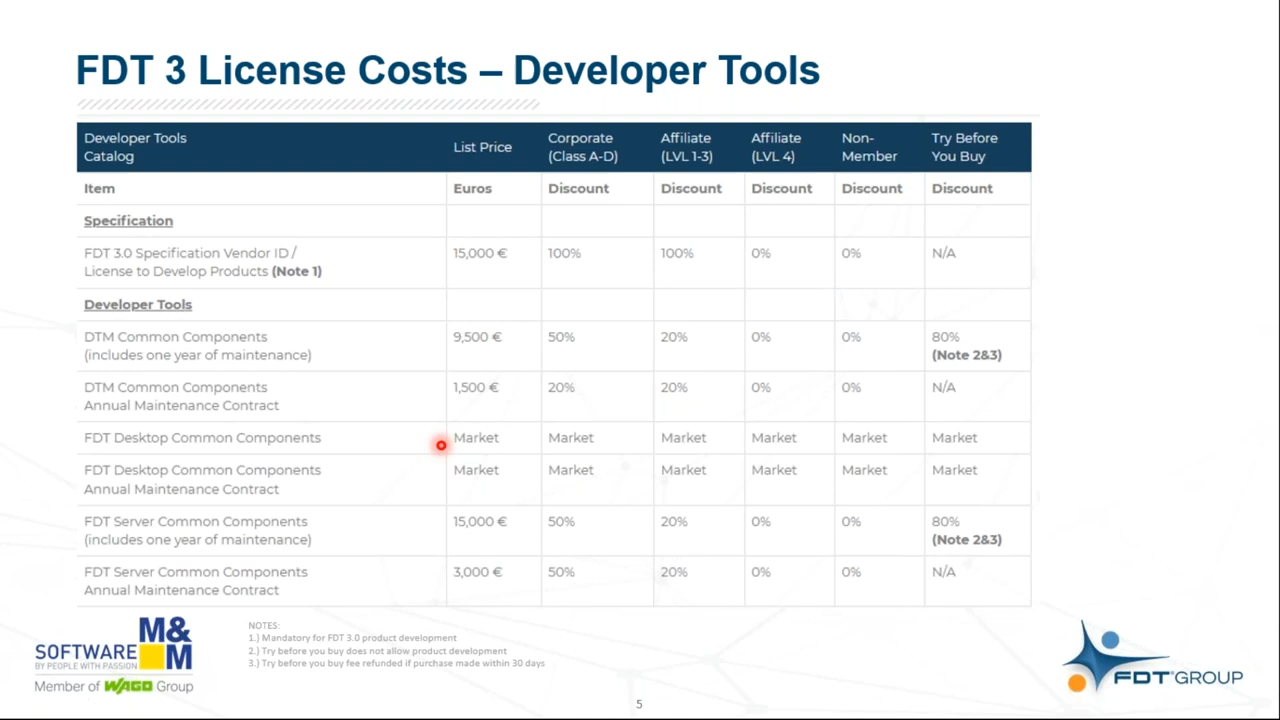 FDT 3 License Costs – Developer Tools
Developer Tools Catalog | List Price | Corporate (Class A-D) | Affiliate (LVL 1-3) | Affiliate (LVL 4) | Non-Member | Try Before You Buy
Item | Euros | Discount | Discount | Discount | Discount | Discount
Specification
FDT 3.0 Specification Vendor ID / License to Develop Products (Note 1) | 15,000 € | 100% | 100% | 0% | 0% | N/A
Developer Tools
DTM Common Components (includes one year of maintenance) | 9,500 € | 50% | 20% | 0% | 0% | 80% (Note 2&3)
DTM Common Components Annual Maintenance Contract | 1,500 € | 20% | 20% | 0% | 0% | N/A
FDT Desktop Common Components | Market | Market | Market | Market | Market | Market
FDT Desktop Common Components Annual Maintenance Contract | Market | Market | Market | Market | Market | Market
FDT Server Common Components (includes one year of maintenance) | 15,000 € | 50% | 20% | 0% | 0% | 80% (Note 2&3)
FDT Server Common Components Annual Maintenance Contract | 3,000 € | 50% | 20% | 0% | 0% | N/A
M&M
SOFTWARE
BY PEOPLE WITH PASSION
Member of WAGO Group
NOTES:
1.) Mandatory for FDT 3.0 product development
2.) Try before you buy does not allow product development
3.) Try before you buy fee refunded if purchase made within 30 days
FDT® GROUP
5